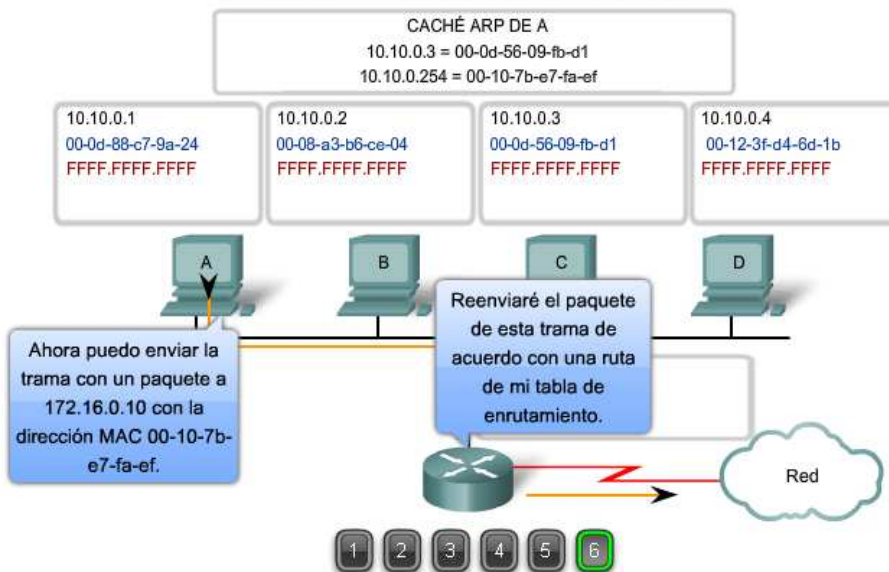 CACHÉ ARP DE A
10.10.0.3 = 00-0d-56-09-fb-d1
10.10.0.254 = 00-10-7b-e7-fa-ef
10.10.0.1
00-0d-88-c7-9a-24
FFFF.FFFF.FFFF
10.10.0.2
00-08-a3-b6-ce-04
FFFF.FFFF.FFFF
10.10.0.3
00-0d-56-09-fb-d1
FFFF.FFFF.FFFF
10.10.0.4
00-12-3f-d4-6d-1b
FFFF.FFFF.FFFF
A
B
C
D
Ahora puedo enviar la
trama con un paquete a
172.16.0.10 con la
dirección MAC 00-10-7b-
e7-fa-ef.
Reenviaré el paquete
de esta trama de
acuerdo con una ruta
de mi tabla de
enrutamiento.
Red
1
2
3
4
5
6